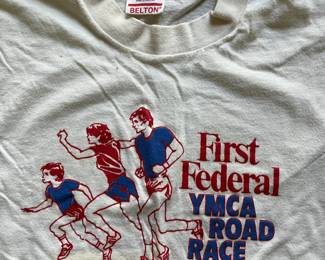 BELTON
First
Federal
YMCA
ROAD
RACE